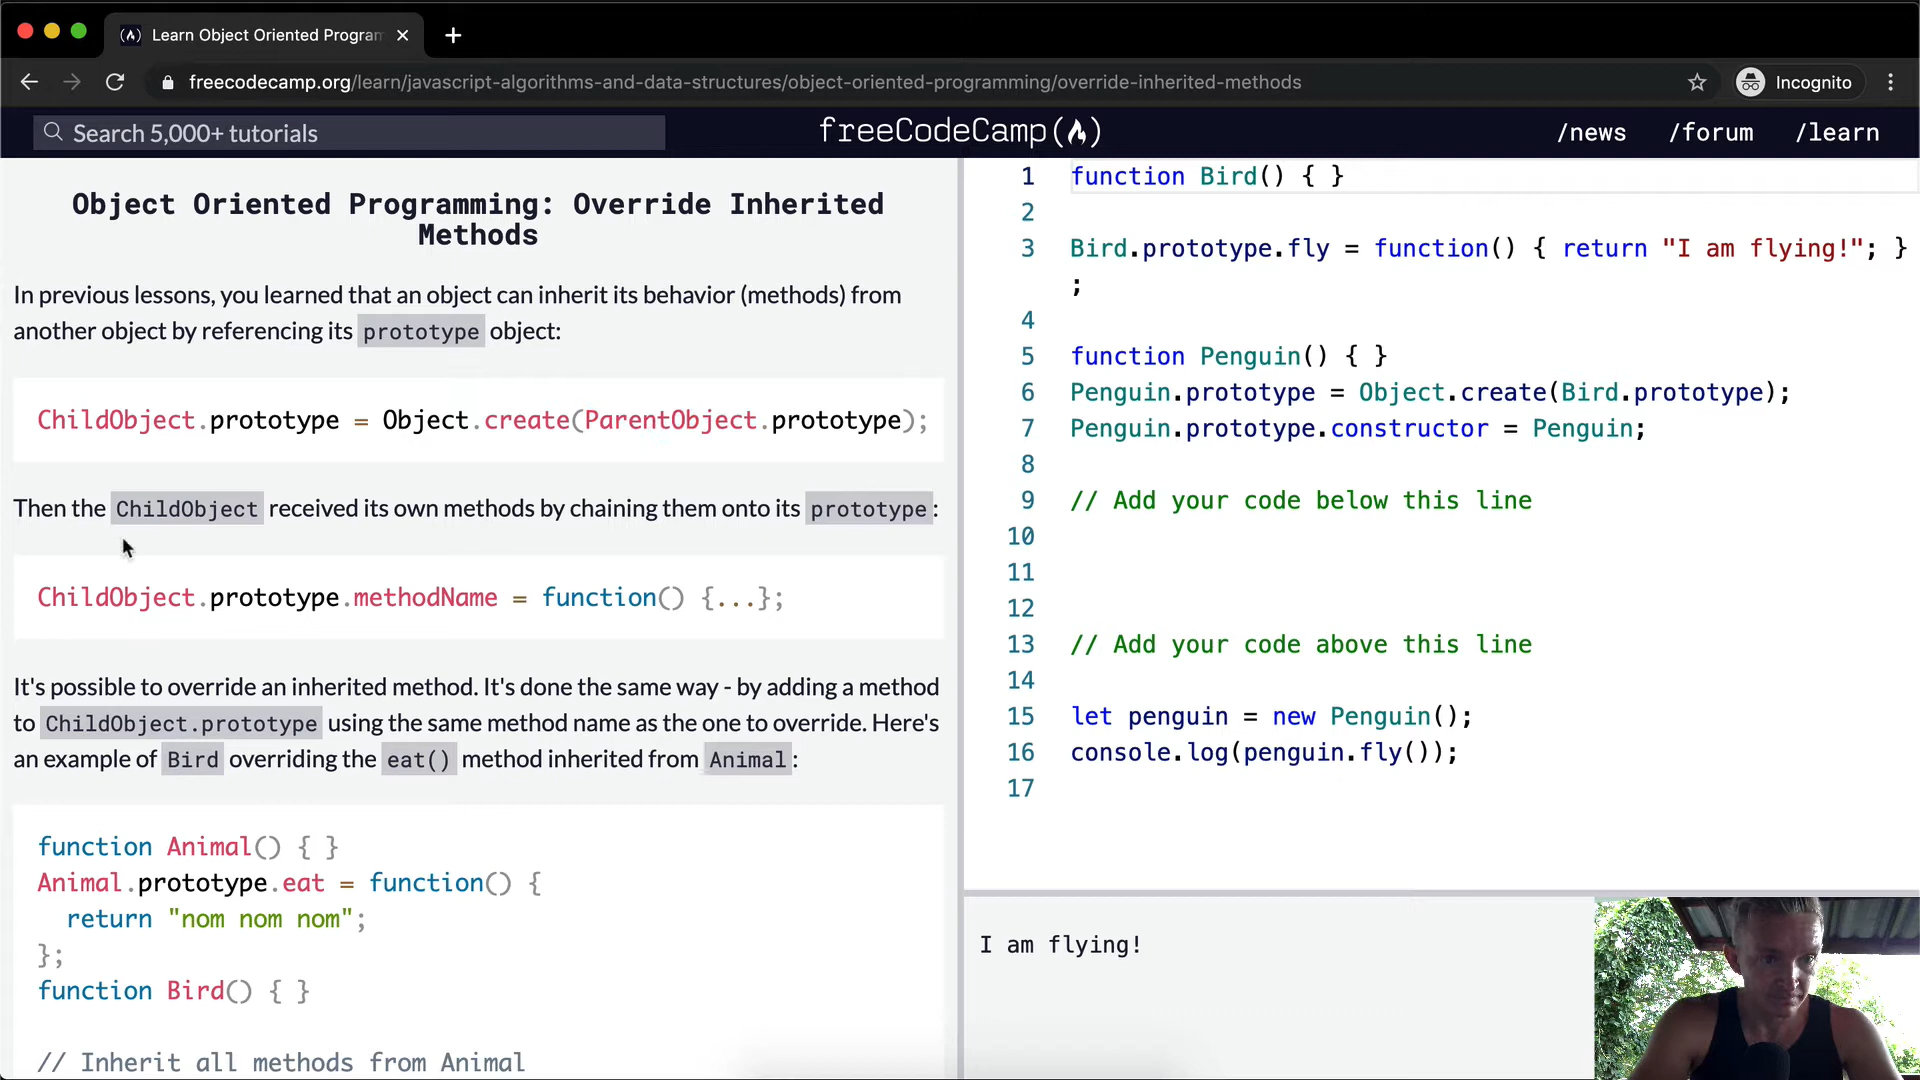 Learn Object Oriented Program
freecodecamp.org/learn/javascript-algorithms-and-data-structures/object-oriented-programming/override-inherited-methods
Incognito
Search 5,000+ tutorials
freeCodeCamp(🔥)
/news
/forum
/learn
Object Oriented Programming: Override Inherited
Methods
In previous lessons, you learned that an object can inherit its behavior (methods) from
another object by referencing its prototype object:
ChildObject.prototype = Object.create(ParentObject.prototype);
Then the ChildObject received its own methods by chaining them onto its prototype:
ChildObject.prototype.methodName = function() {...};
It's possible to override an inherited method. It's done the same way - by adding a method
to ChildObject.prototype using the same method name as the one to override. Here's
an example of Bird overriding the eat() method inherited from Animal:
function Animal() { }
Animal.prototype.eat = function() {
return "nom nom nom";
};
function Bird() { }
// Inherit all methods from Animal
1 function Bird() { }
2
3 Bird.prototype.fly = function() { return "I am flying!"; }
;
4
5 function Penguin() { }
6 Penguin.prototype = Object.create(Bird.prototype);
7 Penguin.prototype.constructor = Penguin;
8
9 // Add your code below this line
10
11
12
13 // Add your code above this line
14
15 let penguin = new Penguin();
16 console.log(penguin.fly());
17
I am flying!